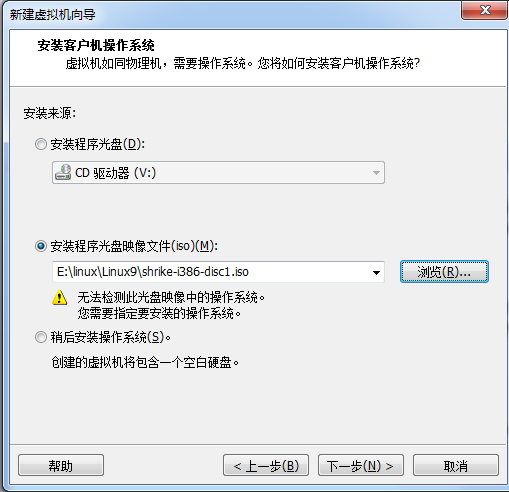 新建虚拟机向导
安装客户机操作系统
虚拟机如同物理机，需要操作系统。您将如何安装客户机操作系统?
安装来源:
安装程序光盘(D):
CD 驱动器 (V:)
安装程序光盘映像文件(iso)(M):
E:\linux\Linux9\shrike-i386-disc1.iso
浏览(R)...
无法检测此光盘映像中的操作系统。
您需要指定要安装的操作系统。
稍后安装操作系统(S)。
创建的虚拟机将包含一个空白硬盘。
帮助
< 上一步(B)
下一步(N) >
取消